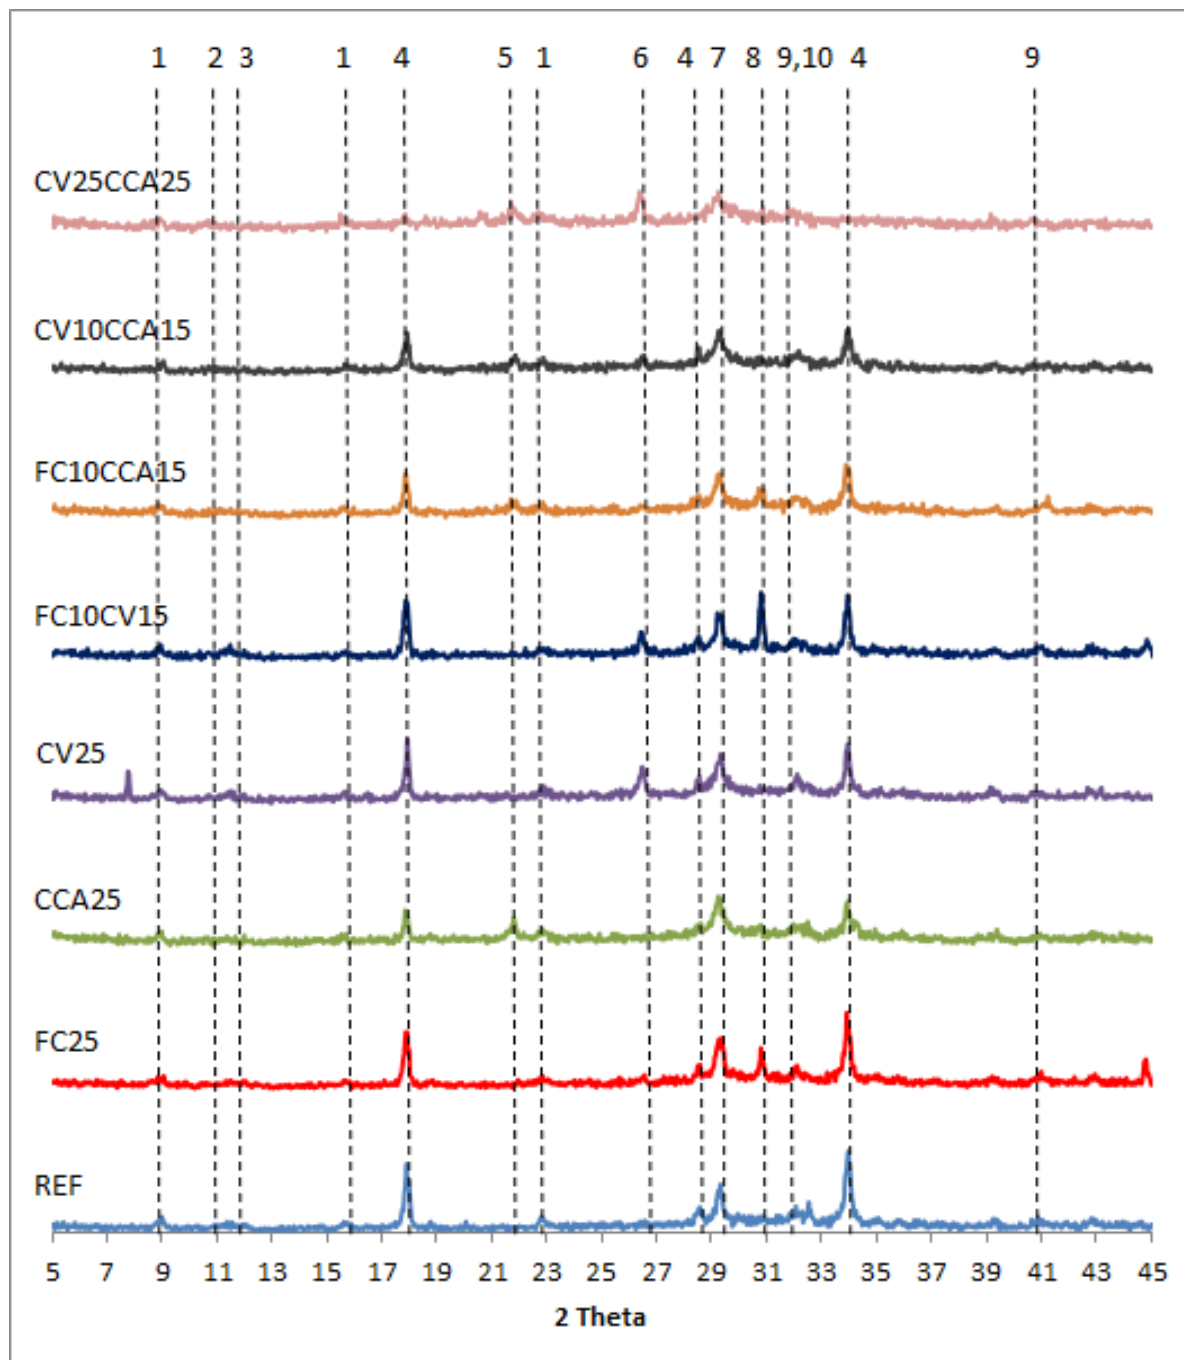 1 2 3 1 4 5 1 6 4 7 8 9,10 4 9
CV25CCA25
CV10CCA15
FC10CCA15
FC10CV15
CV25
CCA25
FC25
REF
5 7 9 11 13 15 17 19 21 23 25 27 29 31 33 35 37 39 41 43 45
2 Theta